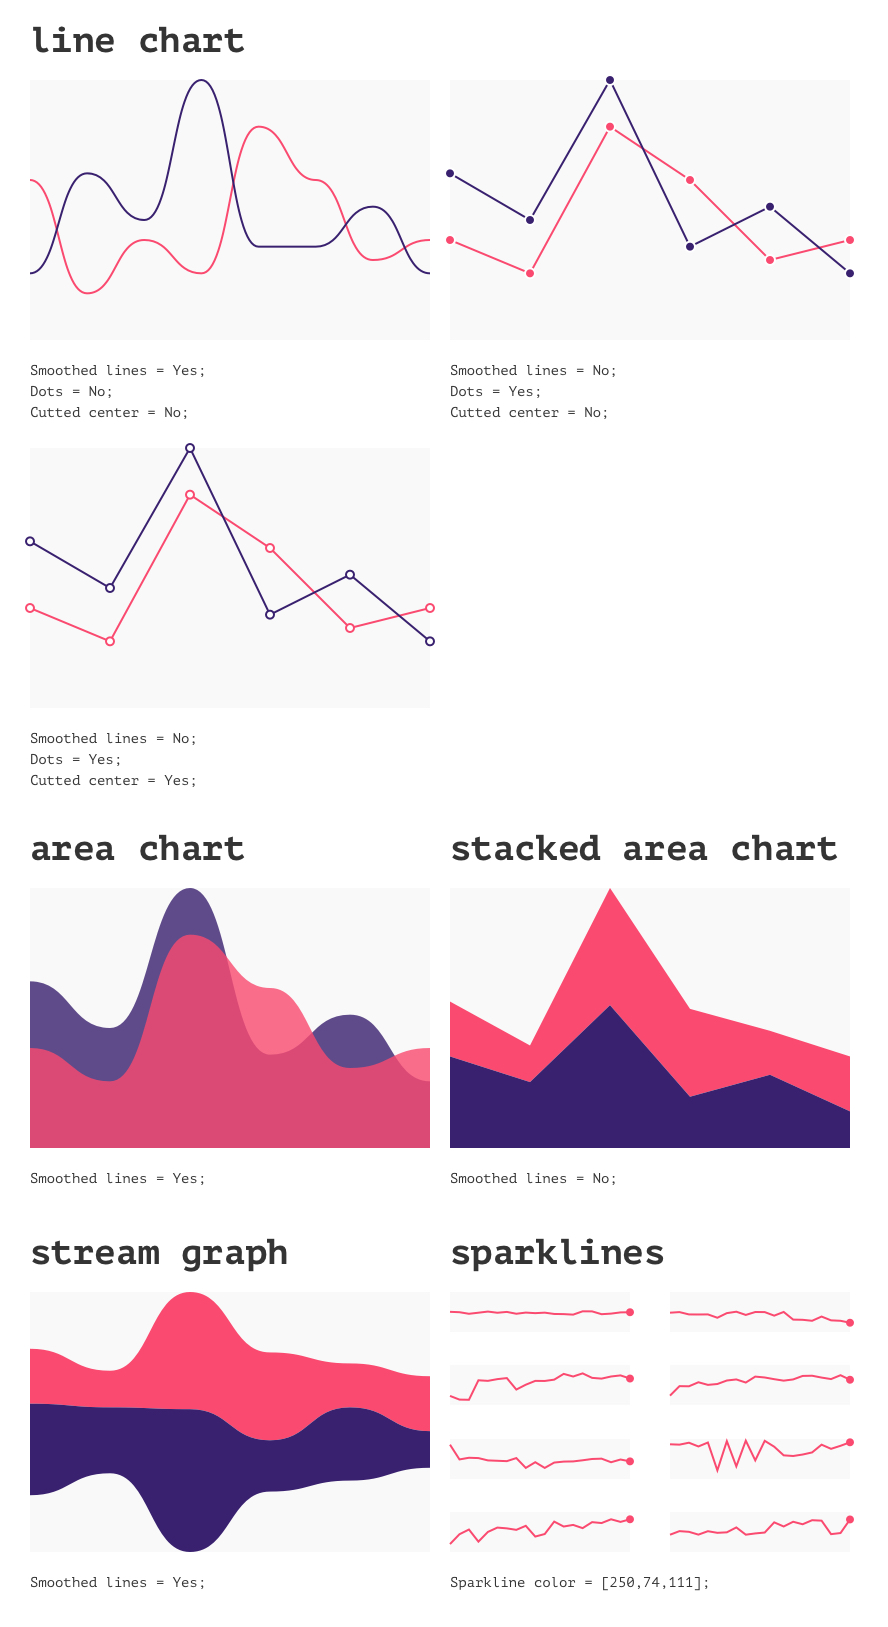 line chart
Smoothed lines = Yes;
Dots = No;
Cutted center = No;
Smoothed lines = No;
Dots = Yes;
Cutted center = No;
Smoothed lines = No;
Dots = Yes;
Cutted center = Yes;
area chart
Smoothed lines = Yes;
stacked area chart
Smoothed lines = No;
stream graph
Smoothed lines = Yes;
sparklines
Sparkline color = [250,74,111];